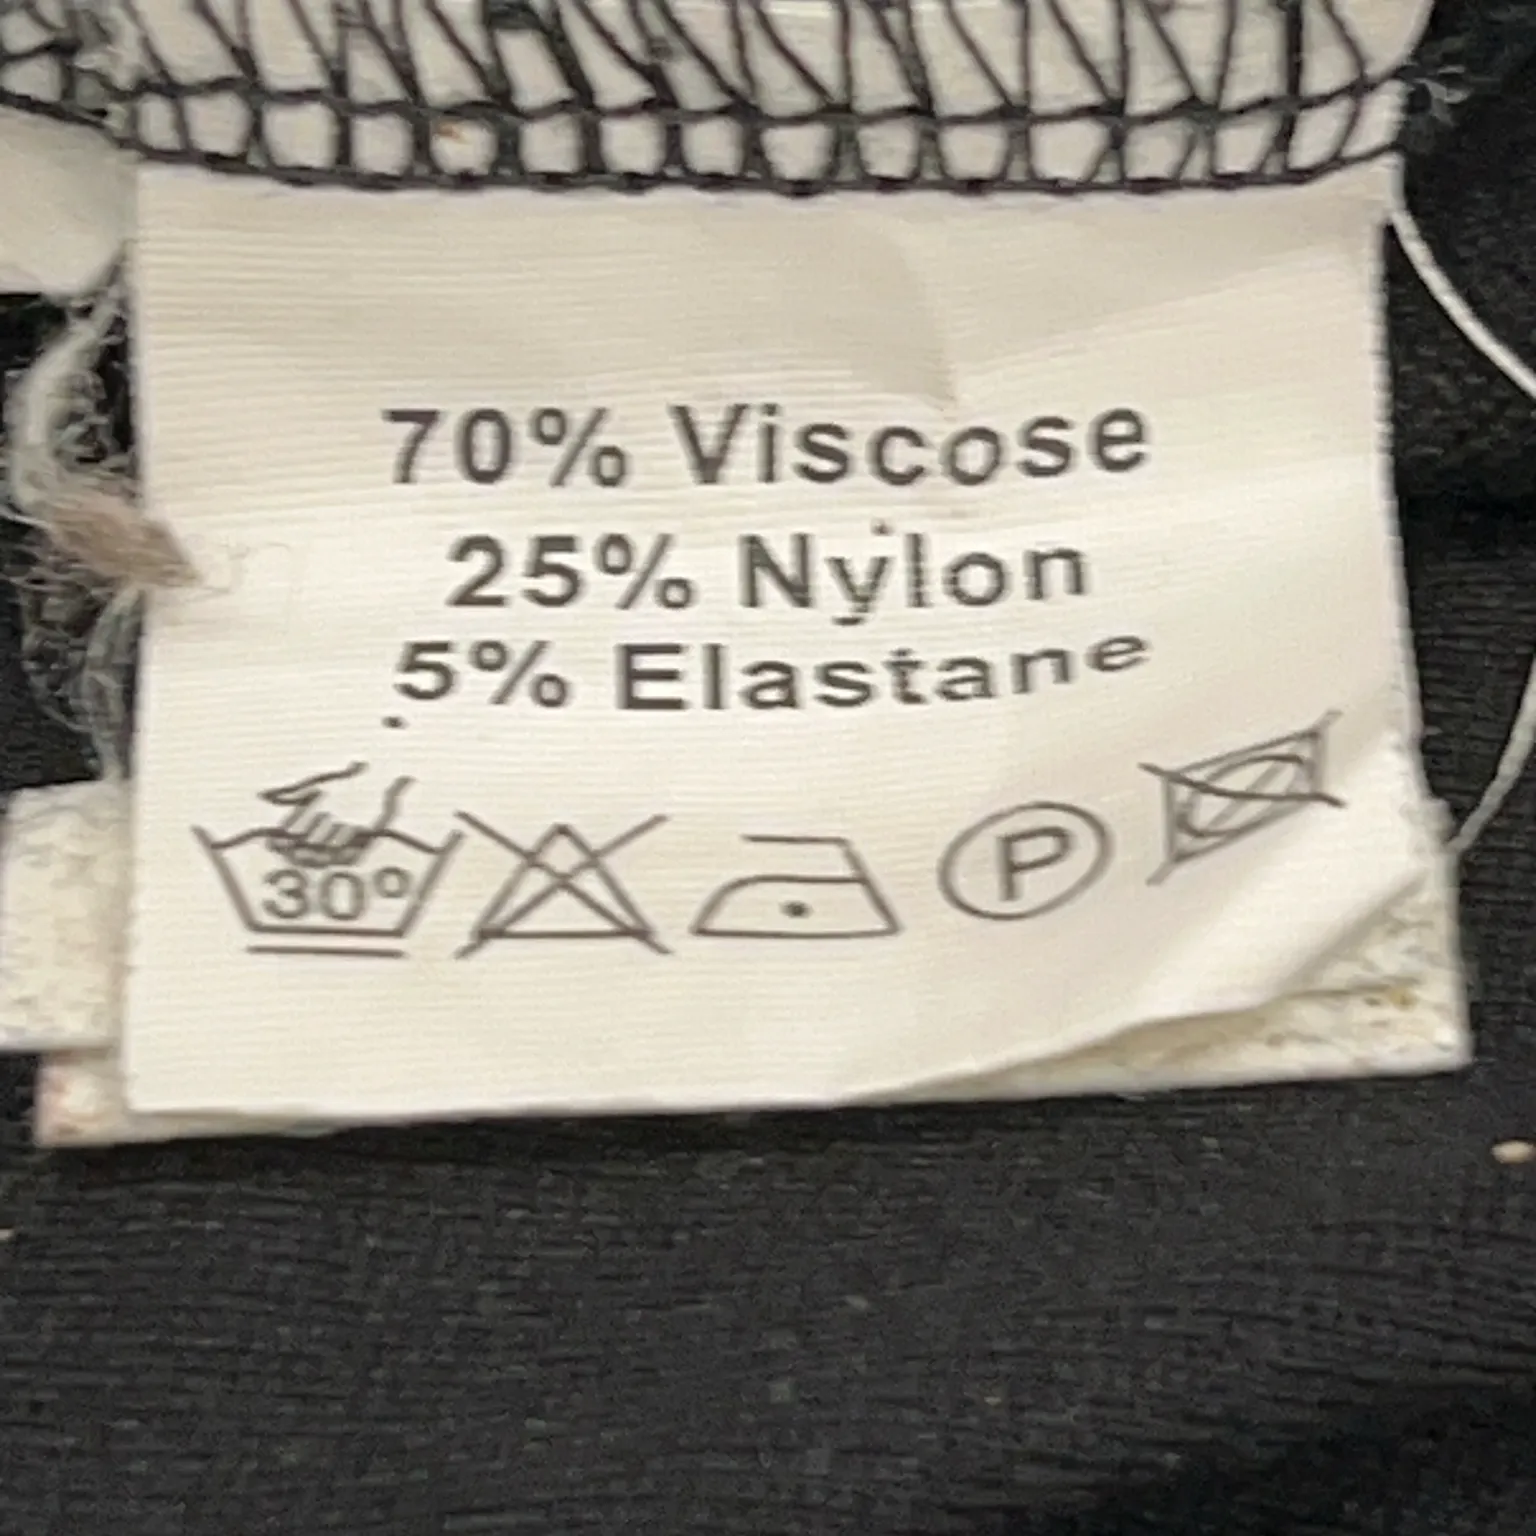 70% Viscose
25% Nylon
5% Elastane
30° P